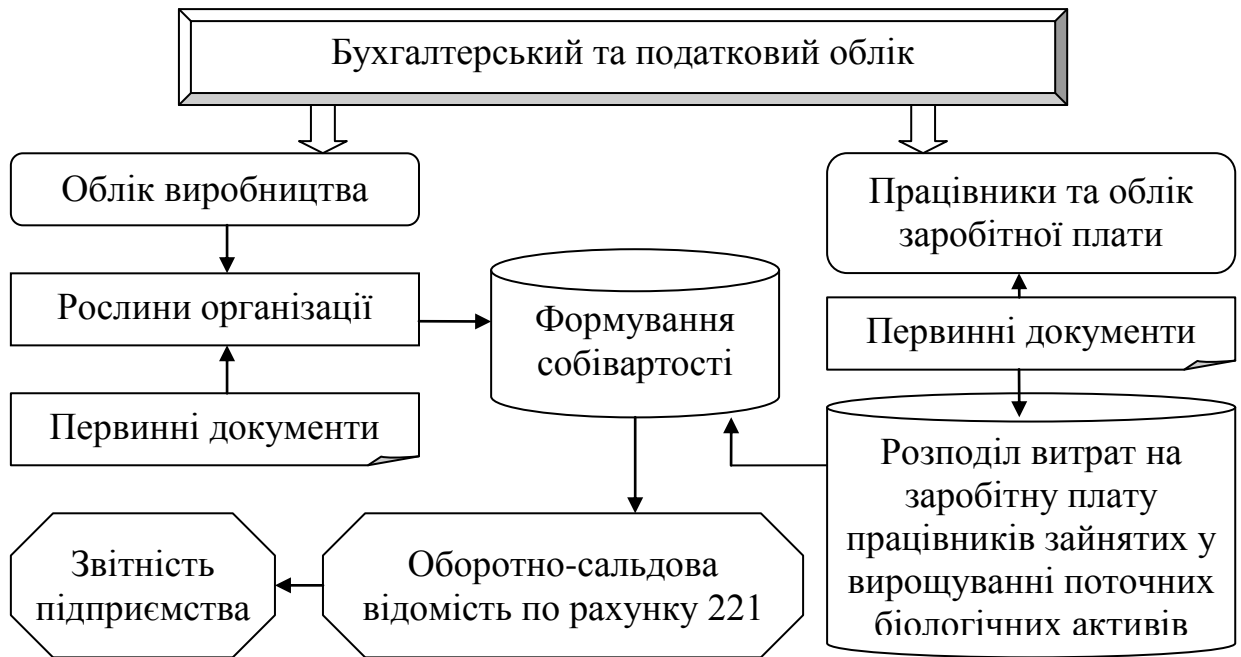 Бухгалтерський та податковий облік
Облік виробництва
Працівники та облік
заробітної плати
Рослини організації
Формування
собівартості
Первинні документи
Первинні документи
Розподіл витрат на
заробітну плату
працівників зайнятих у
вирощуванні поточних
біологічних активів
Звітність
підприємства
Оборотно-сальдова
відомість по рахунку 221